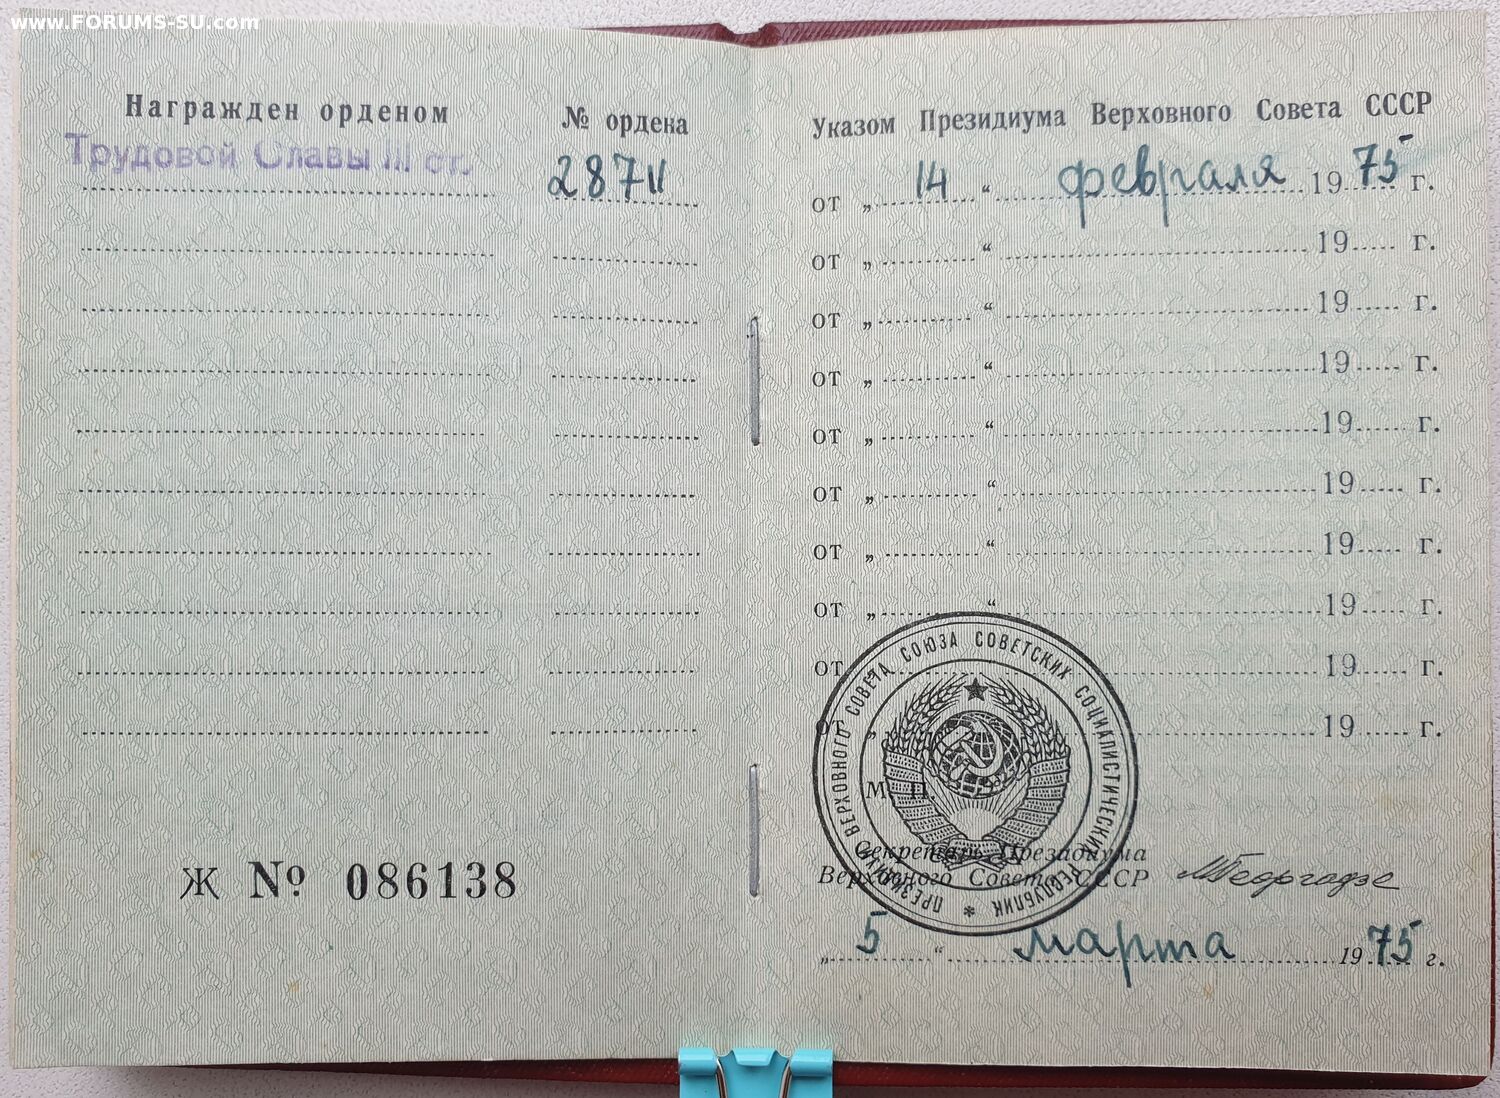 www.FORUMS-SU.com
Награжден орденом
№ ордена
Трудовой Славы III ст.
28711
Ж № 086138
Указом Президиума Верховного Совета СССР
от „ 14 “ февраля 1975 г.
от „ “ 19 г.
от „ “ 19 г.
от „ “ 19 г.
от „ “ 19 г.
от „ “ 19 г.
от „ “ 19 г.
от „ “ 19 г.
от „ 19 г.
от „ 19 г.
М. П.
ПРЕЗИДИУМ ВЕРХОВНОГО СОВЕТА СОЮЗА СОВЕТСКИХ СОЦИАЛИСТИЧЕСКИХ РЕСПУБЛИК *
Секретарь Президиума
Верховного Совета СССР
МГеоргадзе
„ 5 “ марта 1975 г.